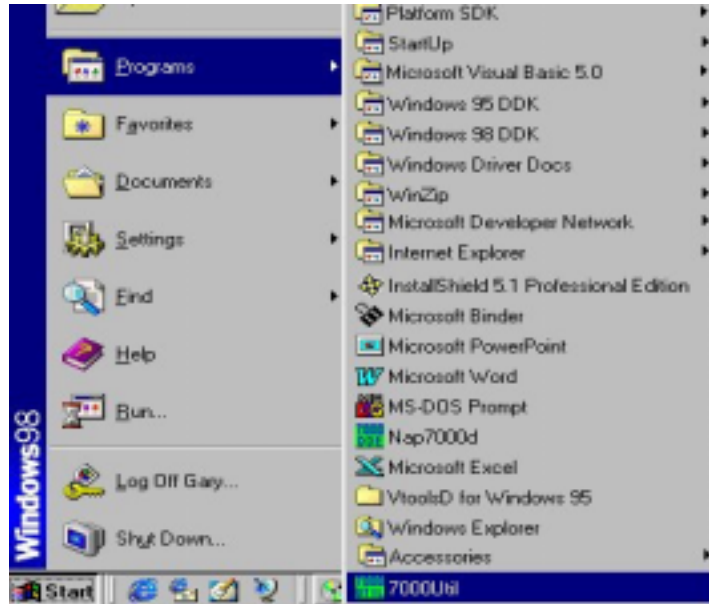 Programs
Favorites
Documents
Settings
Find
Help
Run...
Log Off Gary...
Shut Down...
Windows98
Start
Platform SDK
StartUp
Microsoft Visual Basic 5.0
Windows 95 DDK
Windows 98 DDK
Windows Driver Docs
WinZip
Microsoft Developer Network
Internet Explorer
InstallShield 5.1 Professional Edition
Microsoft Binder
Microsoft PowerPoint
Microsoft Word
MS-DOS Prompt
Nap7000d
Microsoft Excel
VtoolsD for Windows 95
Windows Explorer
Accessories
7000Util